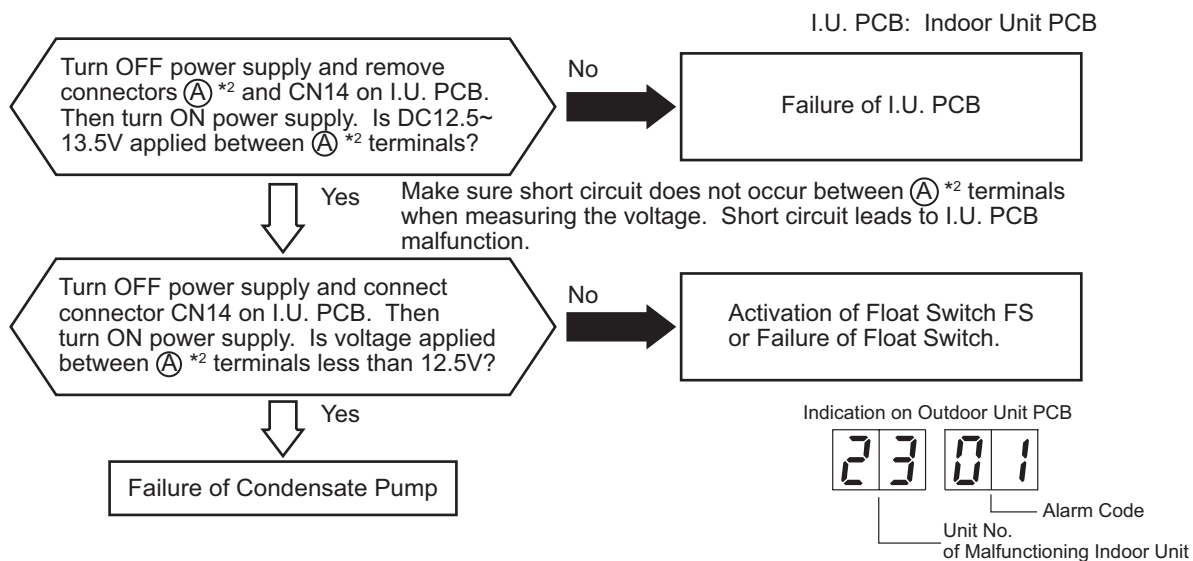 I.U. PCB: Indoor Unit PCB
Turn OFF power supply and remove
connectors Ⓐ *2 and CN14 on I.U. PCB.
Then turn ON power supply. Is DC12.5~
13.5V applied between Ⓐ *2 terminals?
No
Failure of I.U. PCB
Yes
Make sure short circuit does not occur between Ⓐ *2 terminals
when measuring the voltage. Short circuit leads to I.U. PCB
malfunction.
Turn OFF power supply and connect
connector CN14 on I.U. PCB. Then
turn ON power supply. Is voltage applied
between Ⓐ *2 terminals less than 12.5V?
No
Activation of Float Switch FS
or Failure of Float Switch.
Yes
Failure of Condensate Pump
Indication on Outdoor Unit PCB
23 01
Alarm Code
Unit No.
of Malfunctioning Indoor Unit